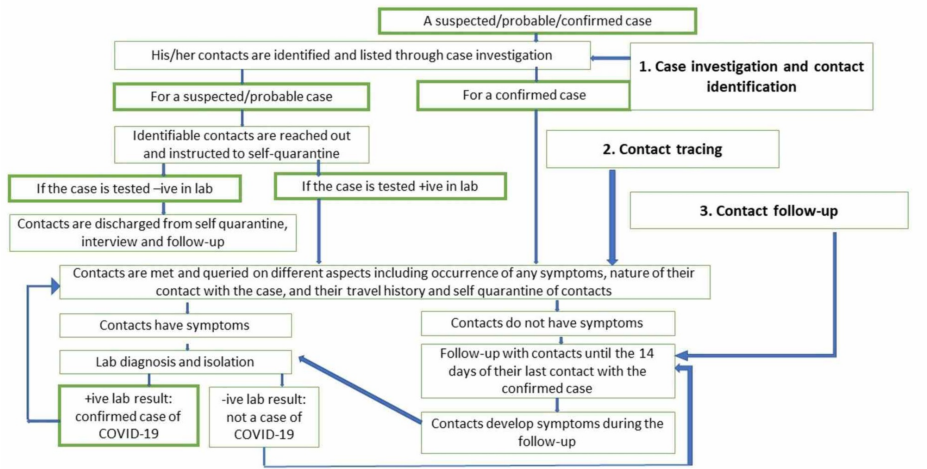 A suspected/probable/confirmed case
His/her contacts are identified and listed through case investigation
1. Case investigation and contact
identification
For a suspected/probable case
For a confirmed case
Identifiable contacts are reached out
and instructed to self-quarantine
2. Contact tracing
If the case is tested –ive in lab
If the case is tested +ive in lab
3. Contact follow-up
Contacts are discharged from self quarantine,
interview and follow-up
Contacts are met and queried on different aspects including occurrence of any symptoms, nature of their
contact with the case, and their travel history and self quarantine of contacts
Contacts have symptoms
Contacts do not have symptoms
Lab diagnosis and isolation
Follow-up with contacts until the 14
days of their last contact with the
confirmed case
+ive lab result:
confirmed case of
COVID-19
-ive lab result:
not a case of
COVID-19
Contacts develop symptoms during the
follow-up